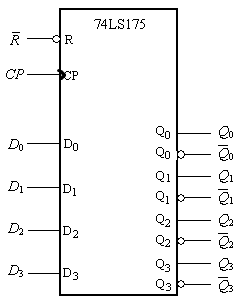 74LS175
R̅ R
CP CP
Q₀ Q₀
D₀ D₀ Q₀ Q̅₀
Q₁ Q₁
D₁ D₁ Q₁ Q̅₁
Q₂ Q₂
D₂ D₂ Q₂ Q̅₂
Q₃ Q₃
D₃ D₃ Q₃ Q̅₃